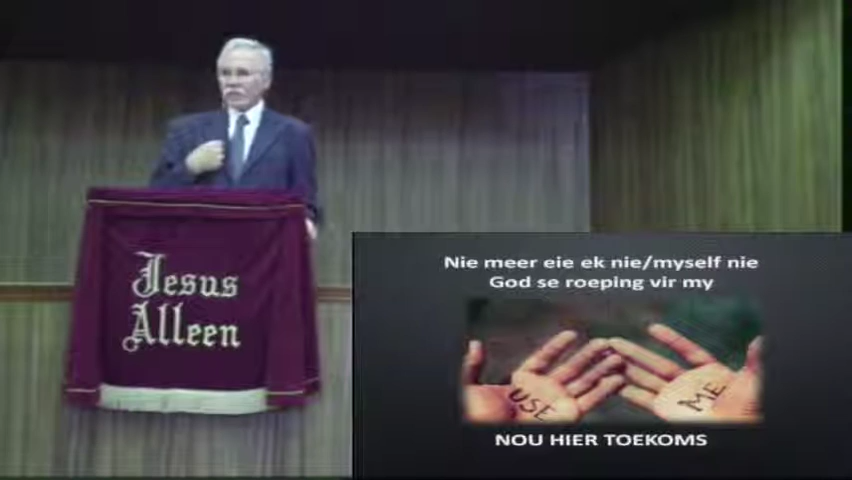 Jesus
Alleen
Nie meer eie ek nie/myself nie
God se roeping vir my
USE
ME
NOU HIER TOEKOMS